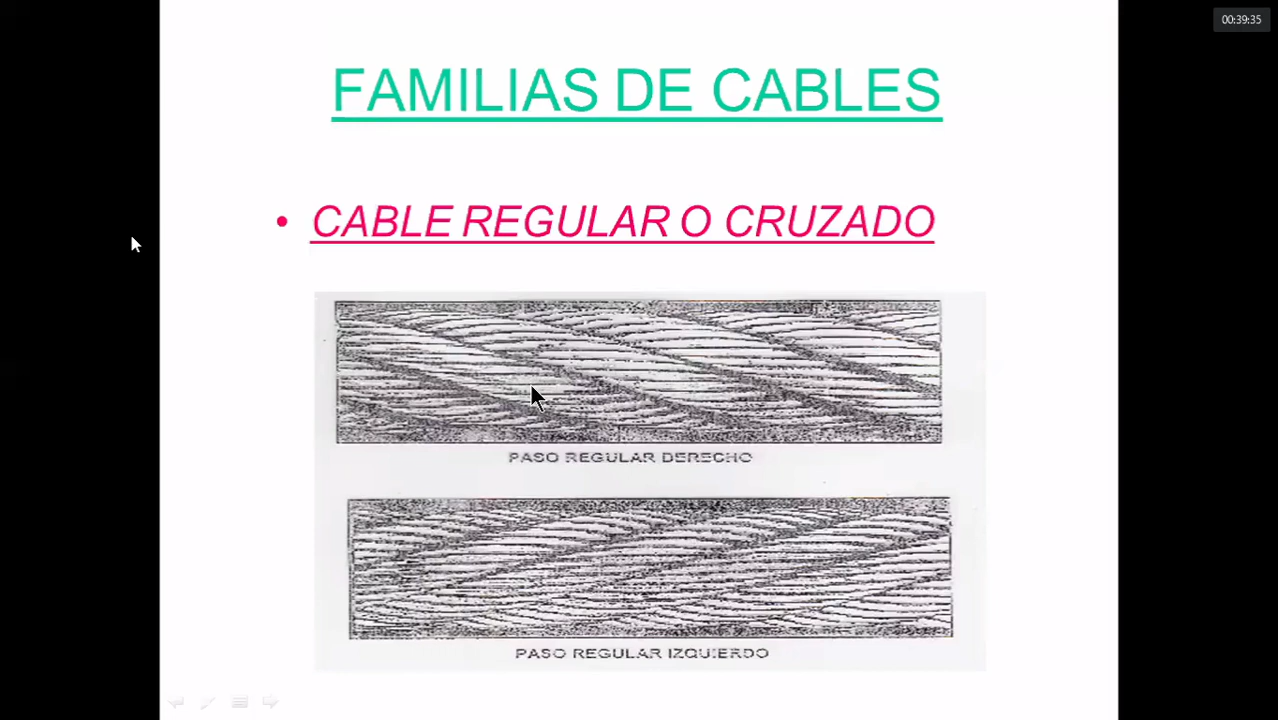 00:39:35
FAMILIAS DE CABLES
• CABLE REGULAR O CRUZADO
PASO REGULAR DERECHO
PASO REGULAR IZQUIERDO